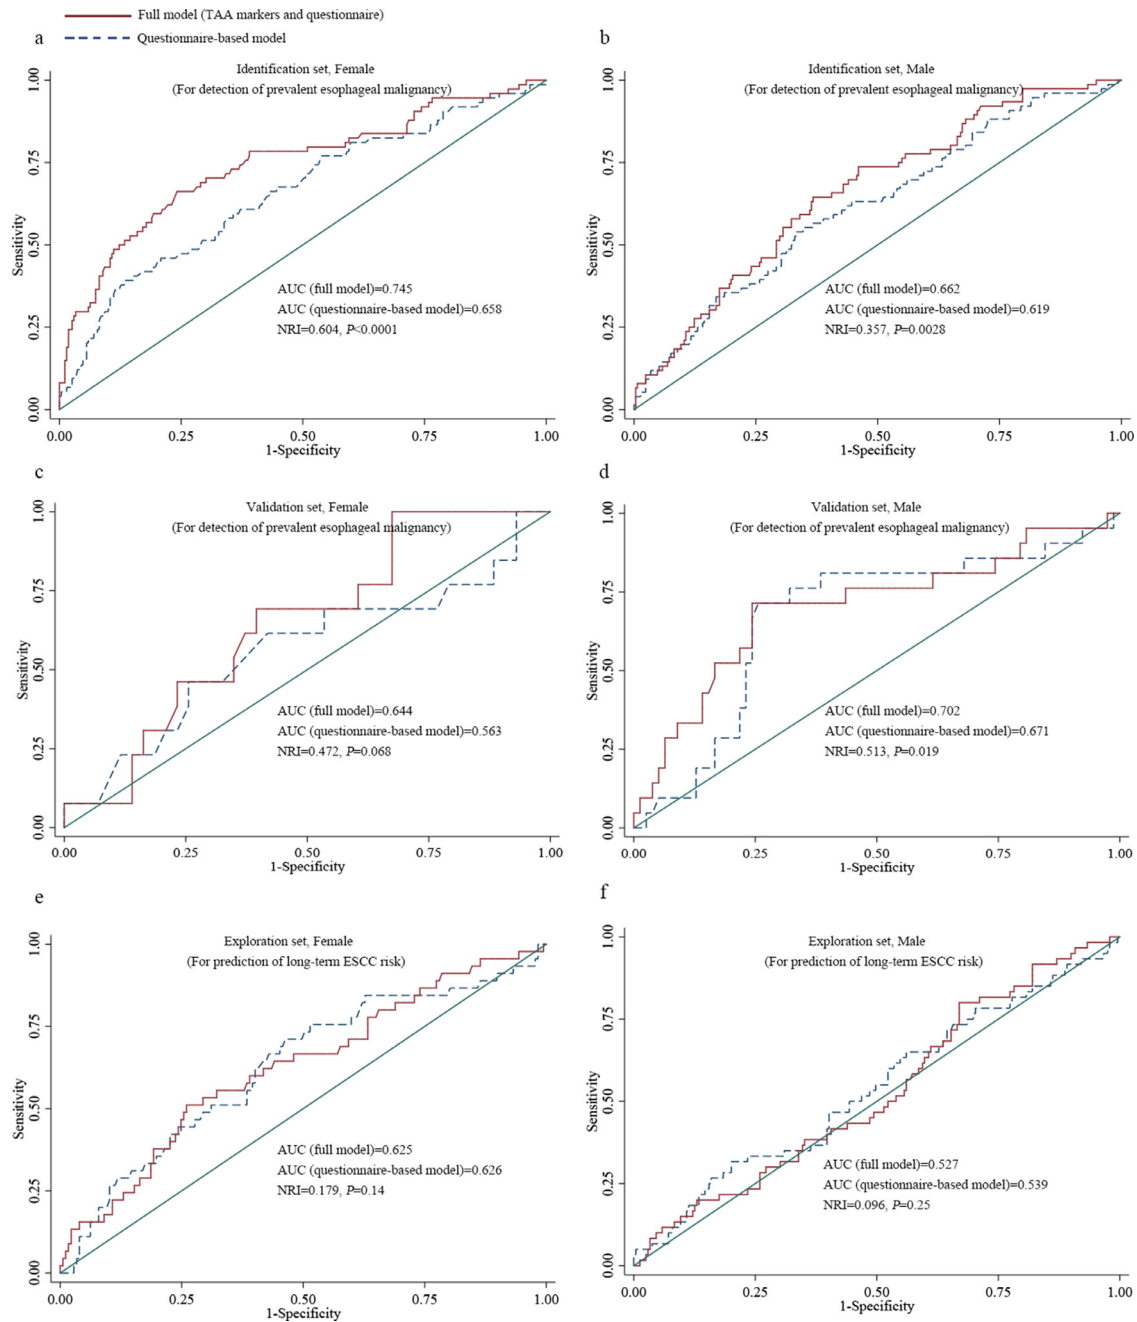 Full model (TAA markers and questionnaire)
Questionnaire-based model
a
Identification set, Female
(For detection of prevalent esophageal malignancy)
Sensitivity
1.00
0.75
0.50
0.25
0.00
AUC (full model)=0.745
AUC (questionnaire-based model)=0.658
NRI=0.604, P<0.0001
0.00 0.25 0.50 0.75 1.00
1-Specificity
b
Identification set, Male
(For detection of prevalent esophageal malignancy)
Sensitivity
1.00
0.75
0.50
0.25
0.00
AUC (full model)=0.662
AUC (questionnaire-based model)=0.619
NRI=0.357, P=0.0028
0.00 0.25 0.50 0.75 1.00
1-Specificity
c
Validation set, Female
(For detection of prevalent esophageal malignancy)
Sensitivity
1.00
0.75
0.50
0.25
0.00
AUC (full model)=0.644
AUC (questionnaire-based model)=0.563
NRI=0.472, P=0.068
0.00 0.25 0.50 0.75 1.00
1-Specificity
d
Validation set, Male
(For detection of prevalent esophageal malignancy)
Sensitivity
1.00
0.75
0.50
0.25
0.00
AUC (full model)=0.702
AUC (questionnaire-based model)=0.671
NRI=0.513, P=0.019
0.00 0.25 0.50 0.75 1.00
1-Specificity
e
Exploration set, Female
(For prediction of long-term ESCC risk)
Sensitivity
1.00
0.75
0.50
0.25
0.00
AUC (full model)=0.625
AUC (questionnaire-based model)=0.626
NRI=0.179, P=0.14
0.00 0.25 0.50 0.75 1.00
1-Specificity
f
Exploration set, Male
(For prediction of long-term ESCC risk)
Sensitivity
1.00
0.75
0.50
0.25
0.00
AUC (full model)=0.527
AUC (questionnaire-based model)=0.539
NRI=0.096, P=0.25
0.00 0.25 0.50 0.75 1.00
1-Specificity